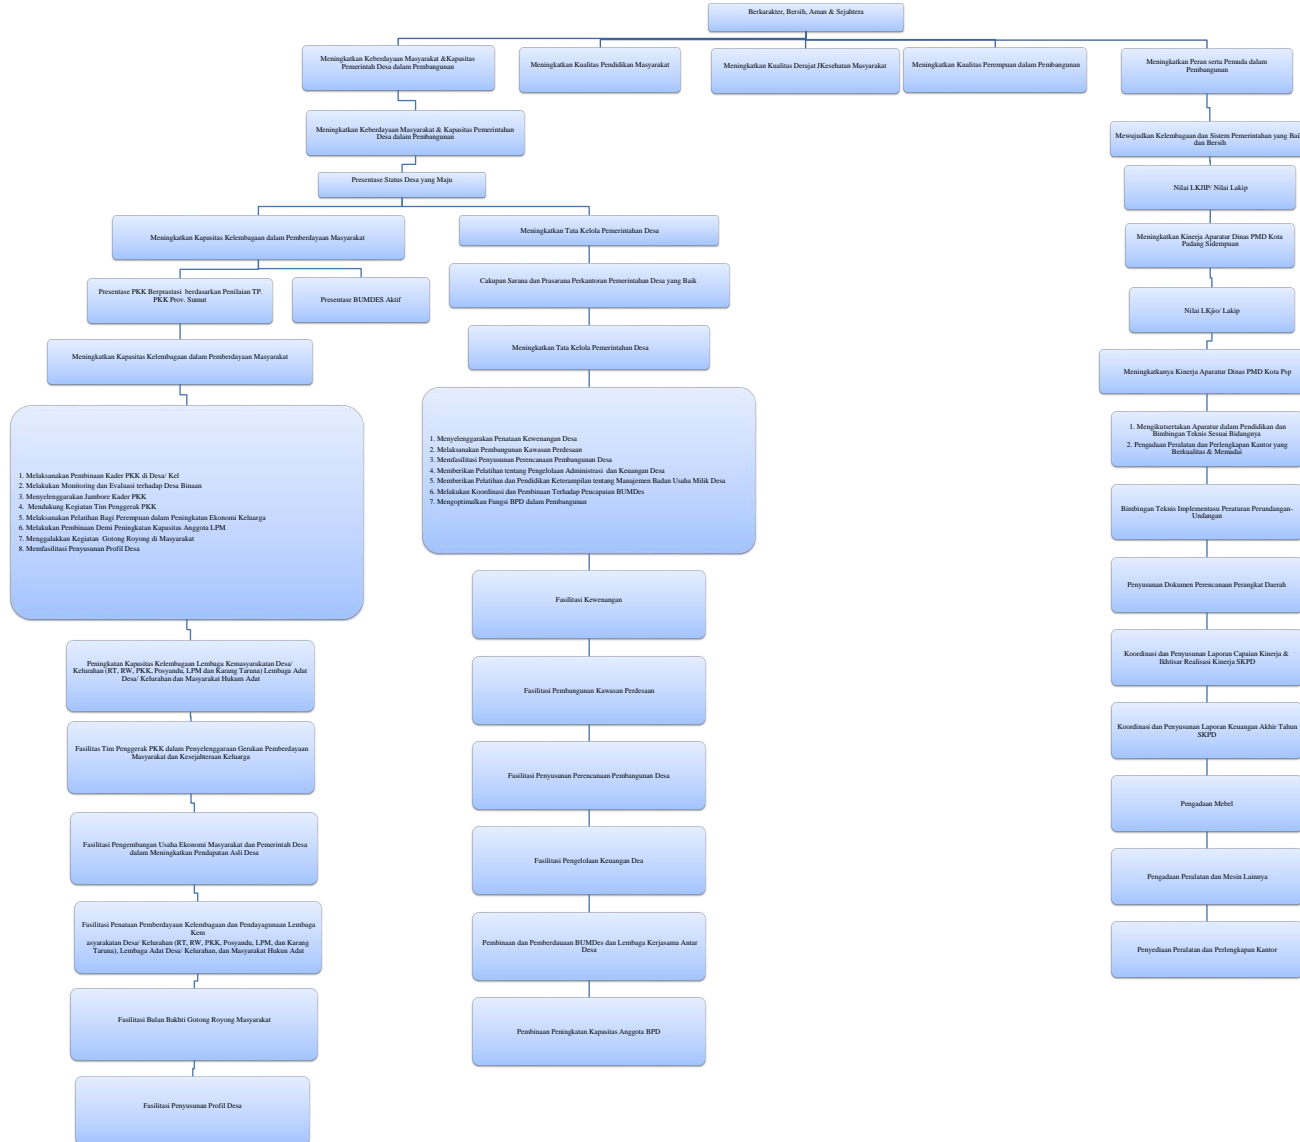 Berkarakter, Bersih, Aman & Sejahtera
Meningkatkan Keberdayaan Masyarakat &Kapasitas
Pemerintah Desa dalam Pembangunan
Meningkatkan Kualitas Pendidikan Masyarakat
Meningkatkan Kualitas Derajat JKesehatan Masyarakat
Meningkatkan Kualitas Perempuan dalam Pembangunan
Meningkatkan Peran serta Pemuda dalam
Pembangunan
Meningkatkan Keberdayaan Masyarakat & Kapasitas Pemerintahan
Desa dalam Pembangunan
Presentase Status Desa yang Maju
Meningkatkan Kapasitas Kelembagaan dalam Pemberdayaan Masyarakat
Presentase PKK Berprastasi berdasarkan Penilaian TP.
PKK Prov. Sumut
Presentase BUMDES Aktif
Meningkatkan Kapasitas Kelembagaan dalam Pemberdayaan Masyarakat
1. Melaksanakan Pembinaan Kader PKK di Desa/ Kel
2. Melakukan Monitoring dan Evaluasi terhadap Desa Binaan
3. Menyelenggarakan Jambore Kader PKK
4. Mendukung Kegiatan Tim Penggerak PKK
5. Melaksanakan Pelatihan Bagi Perempuan dalam Peningkatan Ekonomi Keluarga
6. Melakukan Pembinaan Demi Peningkatan Kapasitas Anggota LPM
7. Menggalakkan Kegiatan Gotong Royong di Masyarakat
8. Memfasilitasi Penyusunan Profil Desa
Peningkatan Kapasitas Kelembagaan Lembaga Kemasyarakatan Desa/
Kelurahan (RT, RW, PKK, Posyandu, LPM dan Karang Taruna) Lembaga Adat
Desa/ Kelurahan dan Masyarakat Hukum Adat
Fasilitas Tim Penggerak PKK dalam Penyelenggaraan Gerakan Pemberdayaan
Masyarakat dan Kesejahteraan Keluarga
Fasilitasi Pengembangan Usaha Ekonomi Masyarakat dan Pemerintah Desa
dalam Meningkatkan Pendapatan Asli Desa
Fasilitasi Penataan Pemberdayaan Kelembagaan dan Pendayagunaan Lembaga
Kem
asyarakatan Desa/ Kelurahan (RT, RW, PKK, Posyandu, LPM, dan Karang
Taruna), Lembaga Adat Desa/ Kelurahan, dan Masyarakat Hukun Adat
Fasilitasi Bulan Bakhti Gotong Royong Masyarakat
Fasilitasi Penyusunan Profil Desa
Meningkatkan Tata Kelola Pemerintahan Desa
Cakupan Surana dan Prasarana Perkantoran Pemerintahan Desa yang Baik
Meningkatkan Tata Kelola Pemerintahan Desa
1. Menyelenggarakan Penataan Kewenangan Desa
2. Melaksanakan Pembangunan Kawasan Perdesaan
3. Memfasilitasi Penyusunan Perencanaan Pembangunan Desa
4. Memberikan Pelatihan tentang Pengelolaan Administrasi dan Keuangan Desa
5. Memberikan Pelatihan dan Pendidikan Keterampilan tentang Manajemen Badan Usaha Milik Desa
6. Melakukan Koordinasi dan Pembinaan Terhadap Pencapaian BUMDes
7. Mengoptimalkan Fungsi BPD dalam Pembangunan
Fasilitasi Kewenangan
Fasilitasi Pembangunan Kawasan Perdesaan
Fasilitasi Penyusunan Perencanaan Pembangunan Desa
Fasilitasi Pengelolaan Keuangan Dea
Pembinaan dan Pemberdauaan BUMDes dan Lembaga Kerjasama Antar
Desa
Pembinaan Peningkatan Kapasitas Anggota BPD
Mewujudkan Kelembagaan dan Sistem Pemerintahan yang Bai
dan Bersih
Nilai LKJIP/ Nilai Lakip
Meningkatkan Kinerja Aparatur Dinas PMD Kota
Padang Sidempuan
Nilai LKjio/ Lakip
Meningkatkanya Kinerja Aparatur Dinas PMD Kota Psp
1. Mengikutsertakan Aparatur dalam Pendidikan dan
Bimbingan Teknis Sesuai Bidangnya
2. Pengadaan Peralatan dan Perlengkapan Kantor yang
Berkualitas & Memadai
Bimbingan Teknis Implementasu Peraturan Perundangan-
Undangan
Penyusunan Dokumen Perencanaan Perangkat Daerah
Koordinasi dan Penyusunan Laporan Capaian Kinerja &
Ikhtisar Realisasi Kinerja SKPD
Koordinasi dan Penyusunan Laporan Keuangan Akhir Tahun
SKPD
Pengadaan Mebel
Pengadaan Peralatan dan Mesin Lainnya
Penyediaan Peralatan dan Perlengkapan Kantor